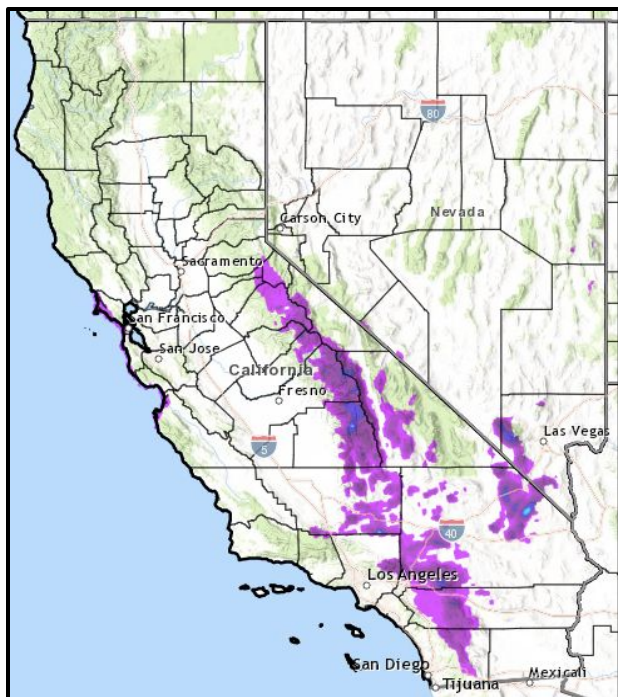 80
Carson City
Nevada
Sacramento
San Francisco
San Jose
California
Fresno
Las Vegas
5
40
Los Angeles
San Diego
Mexicali
Tijuana